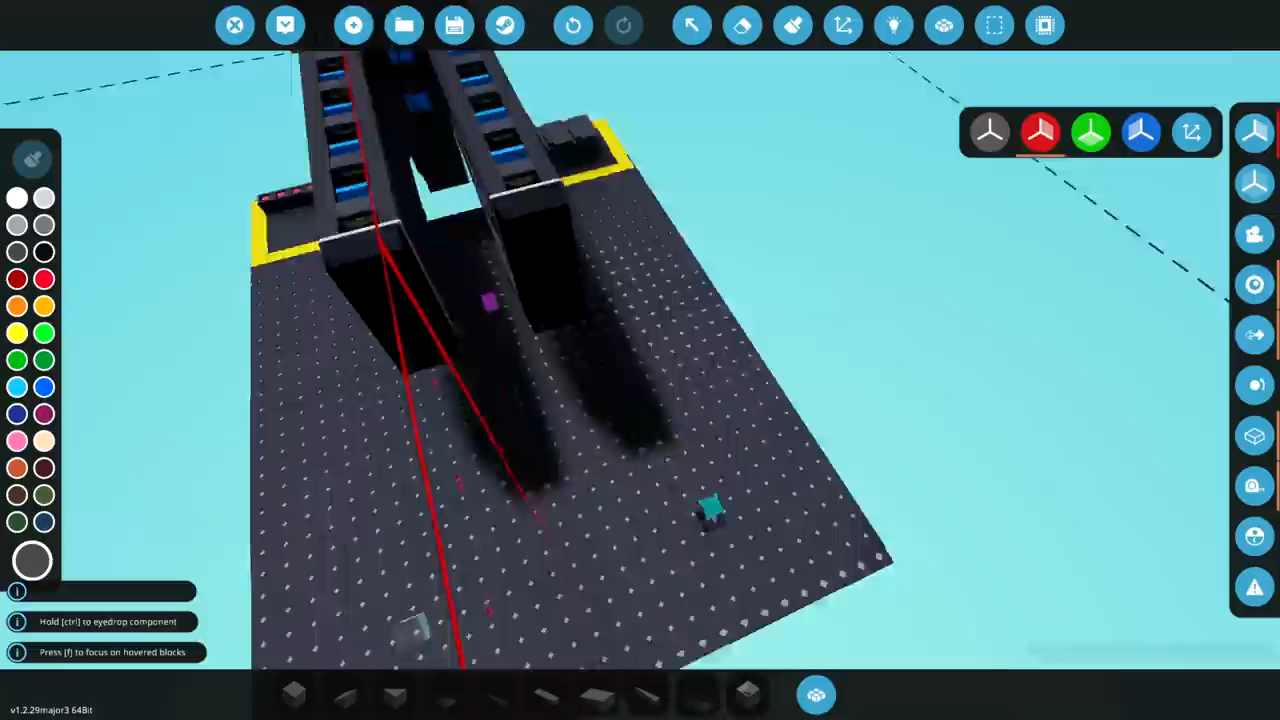 Hold [ctrl] to eyedrop component
Press [f] to focus on hovered blocks
v1.2.29major3 64Bit